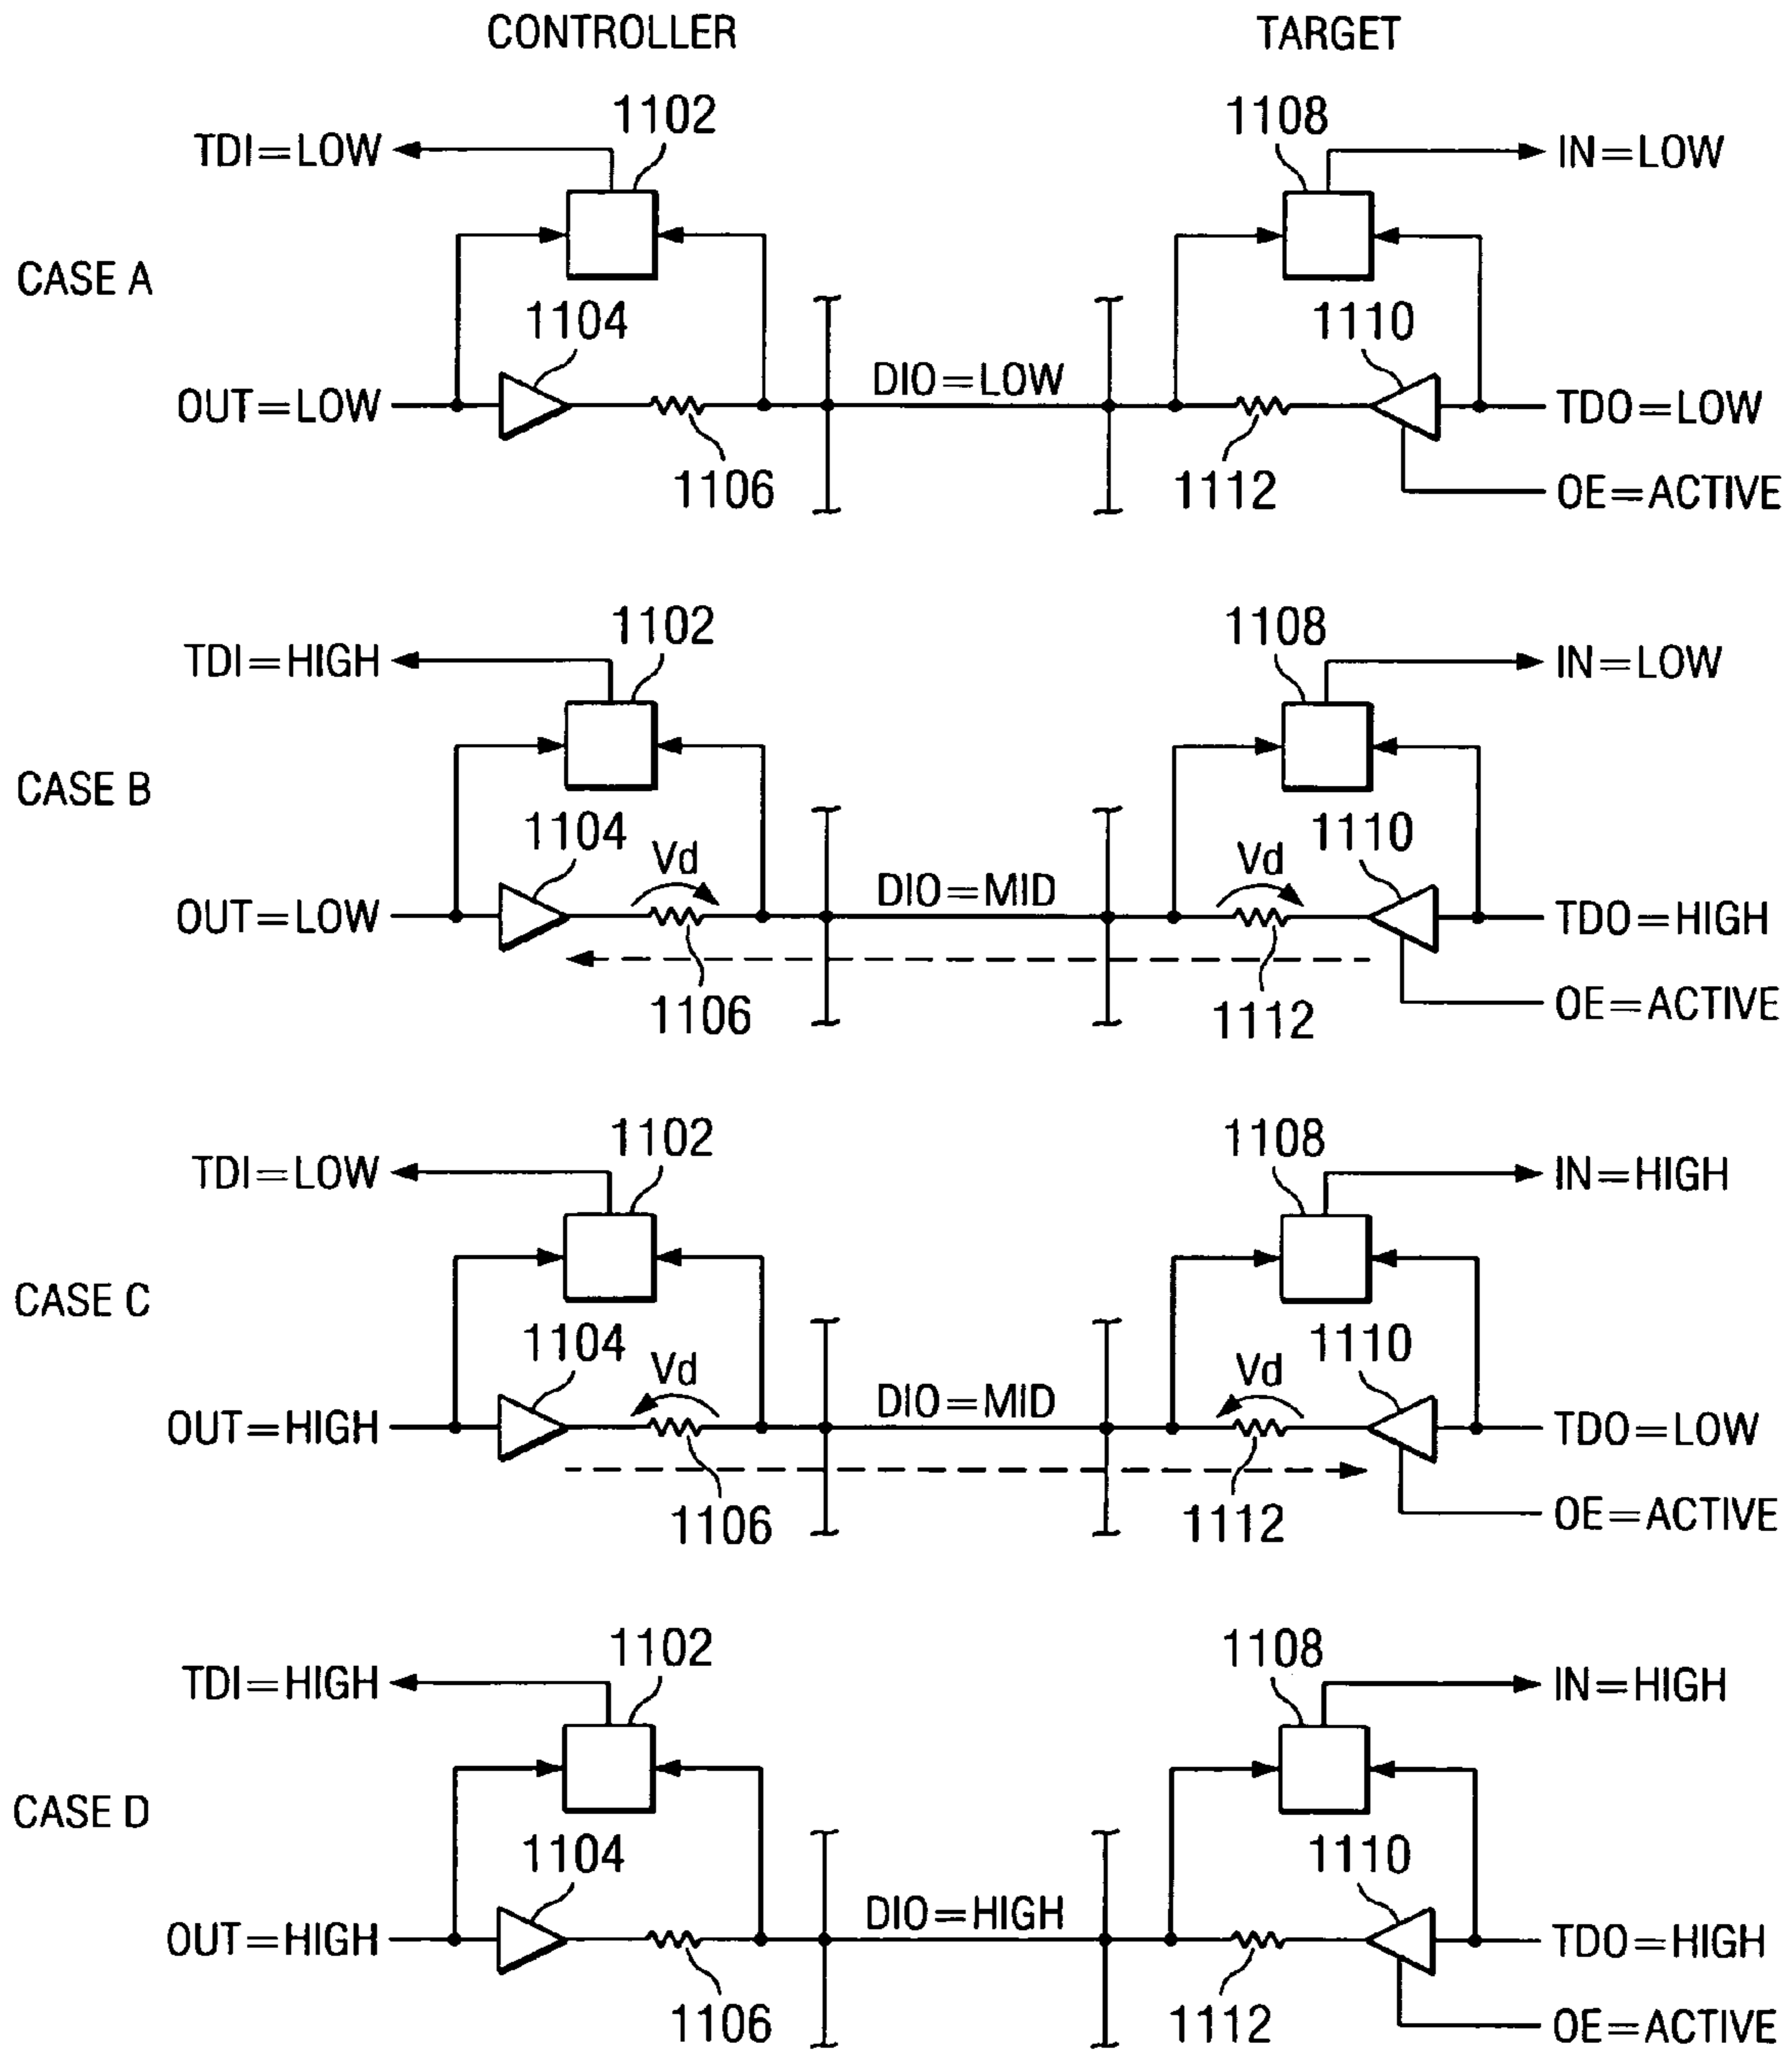 CONTROLLER TARGET
1102 1108
TDI=LOW IN=LOW
CASE A
1104 1110
DIO=LOW
OUT=LOW TDO=LOW
1106 1112 OE=ACTIVE
1102 1108
TDI=HIGH IN=LOW
CASE B
1104 Vd Vd 1110
DIO=MID
OUT=LOW TDO=HIGH
1106 1112 OE=ACTIVE
1102 1108
TDI=LOW IN=HIGH
CASE C
1104 Vd Vd 1110
DIO=MID
OUT=HIGH TDO=LOW
1106 1112 OE=ACTIVE
1102 1108
TDI=HIGH IN=HIGH
CASE D
1104 1110
DIO=HIGH
OUT=HIGH TDO=HIGH
1106 1112 OE=ACTIVE